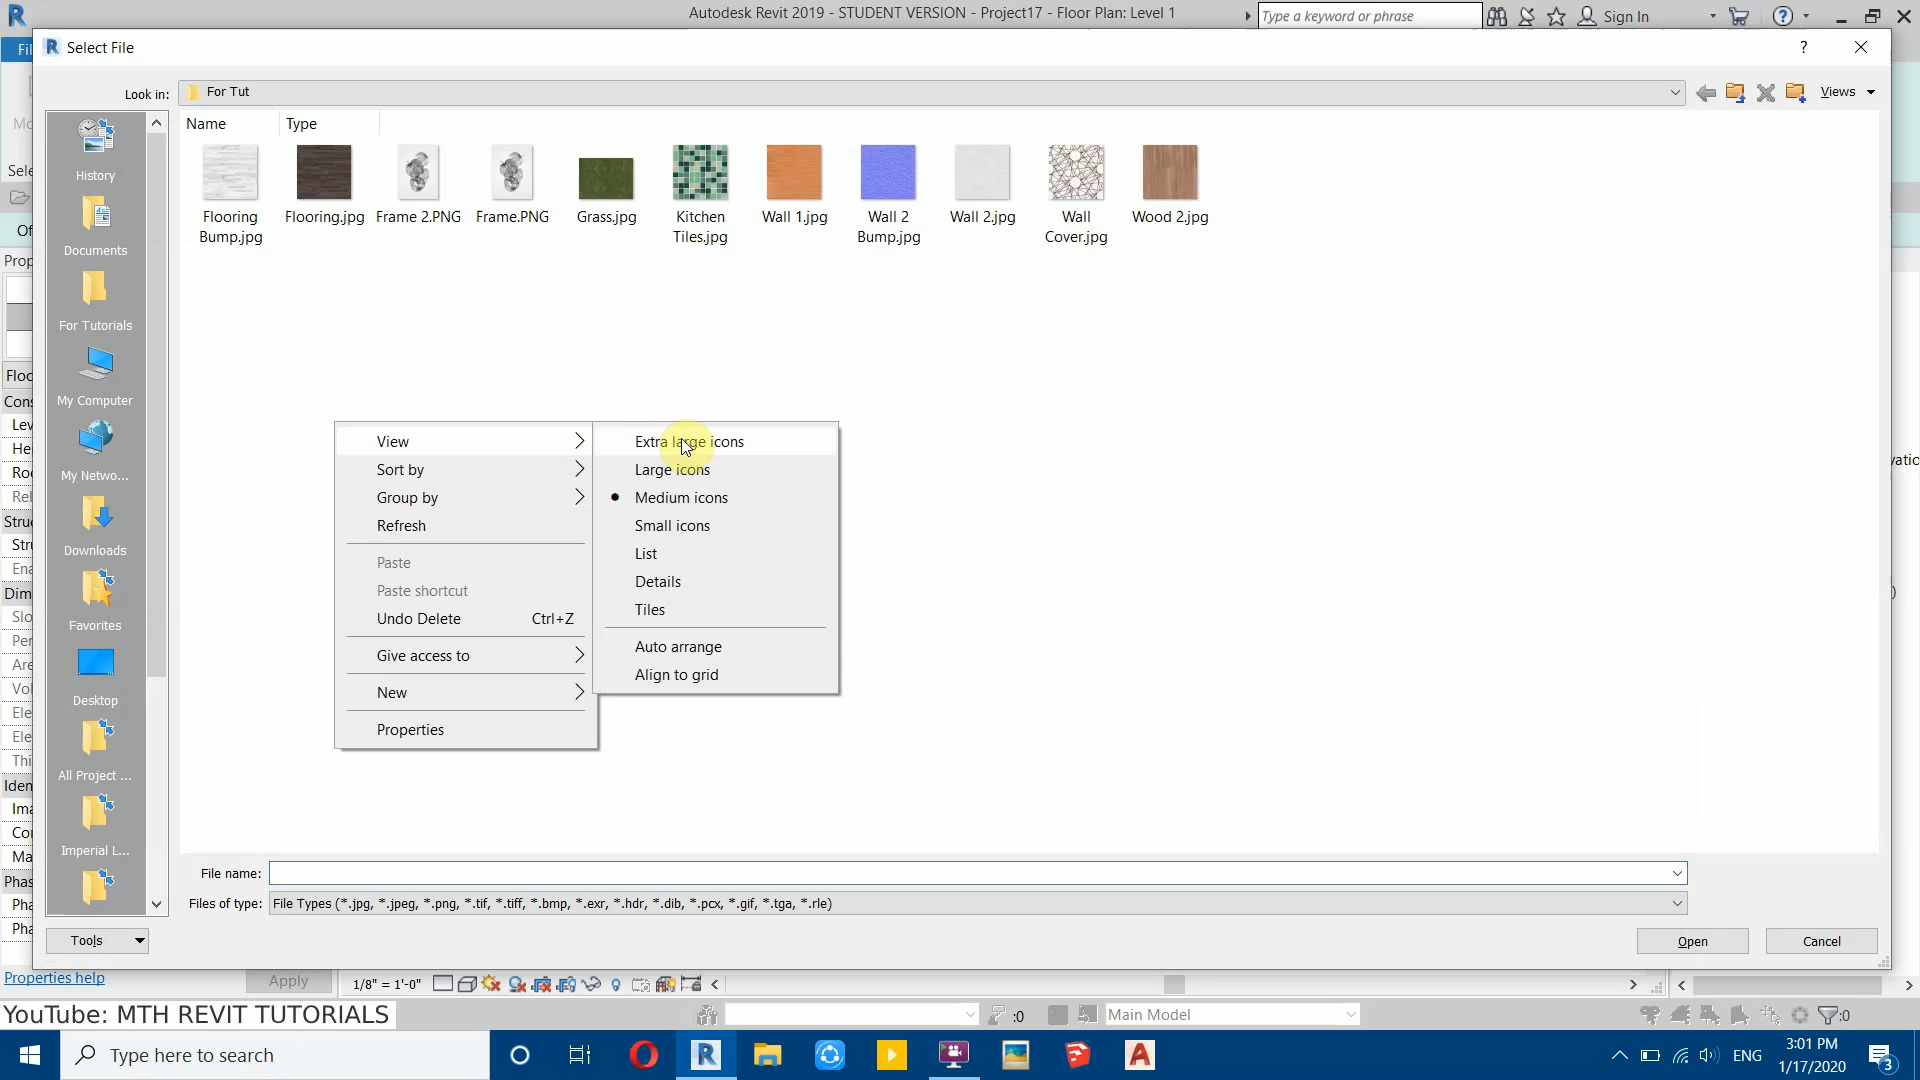 Autodesk Revit 2019 - STUDENT VERSION - Project17 - Floor Plan: Level 1
Type a keyword or phrase
Sign In
Select File
Look in:
For Tut
Views
Name
Type
History
Documents
For Tutorials
My Computer
My Netwo...
Downloads
Favorites
Desktop
All Project ...
Imperial L...
Flooring Bump.jpg
Flooring.jpg
Frame 2.PNG
Frame.PNG
Grass.jpg
Kitchen Tiles.jpg
Wall 1.jpg
Wall 2 Bump.jpg
Wall 2.jpg
Wall Cover.jpg
Wood 2.jpg
View
Sort by
Group by
Refresh
Paste
Paste shortcut
Undo Delete Ctrl+Z
Give access to
New
Properties
Extra large icons
Large icons
Medium icons
Small icons
List
Details
Tiles
Auto arrange
Align to grid
File name:
Files of type:
File Types (*.jpg, *.jpeg, *.png, *.tif, *.tiff, *.bmp, *.exr, *.hdr, *.dib, *.pcx, *.gif, *.tga, *.rle)
Tools
Open
Cancel
Properties help
Apply
1/8" = 1'-0"
YouTube: MTH REVIT TUTORIALS
:0
Main Model
:0
Type here to search
ENG
3:01 PM
1/17/2020
3